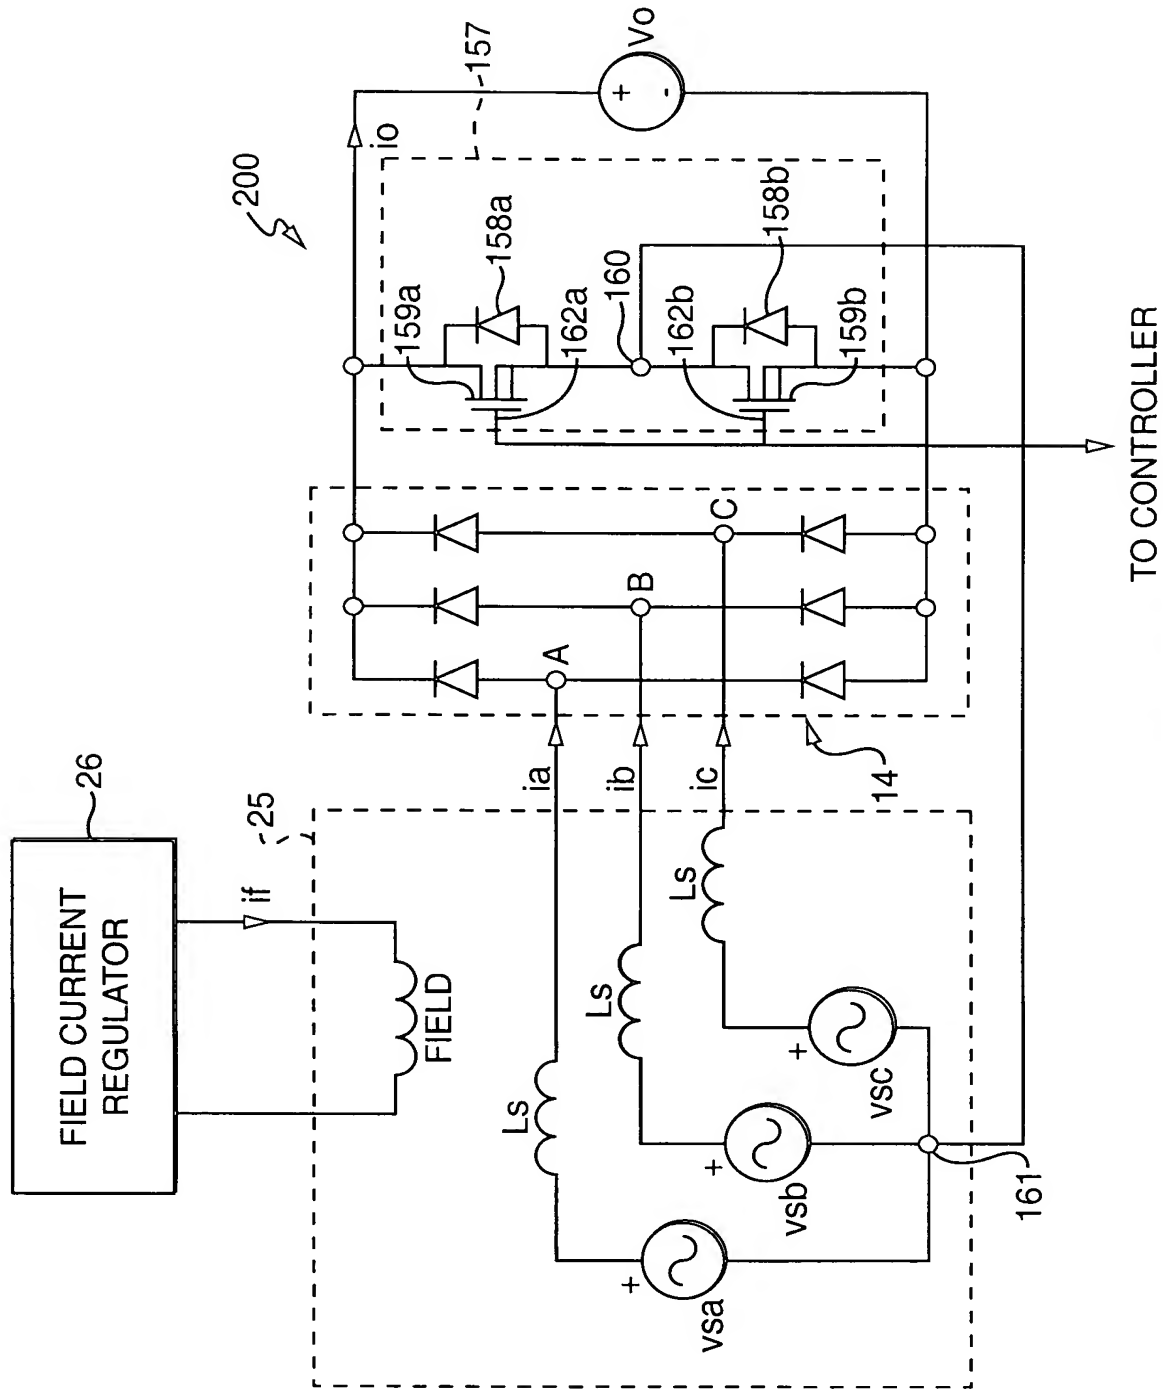 FIELD CURRENT
REGULATOR
26
if
25
FIELD
200
157
io
Vo
+
-
159a
158a
162a
160
162b
158b
159b
A
B
C
ia
ib
ic
14
Ls
Ls
Ls
+
vsa
+
vsb
+
vsc
161
TO CONTROLLER